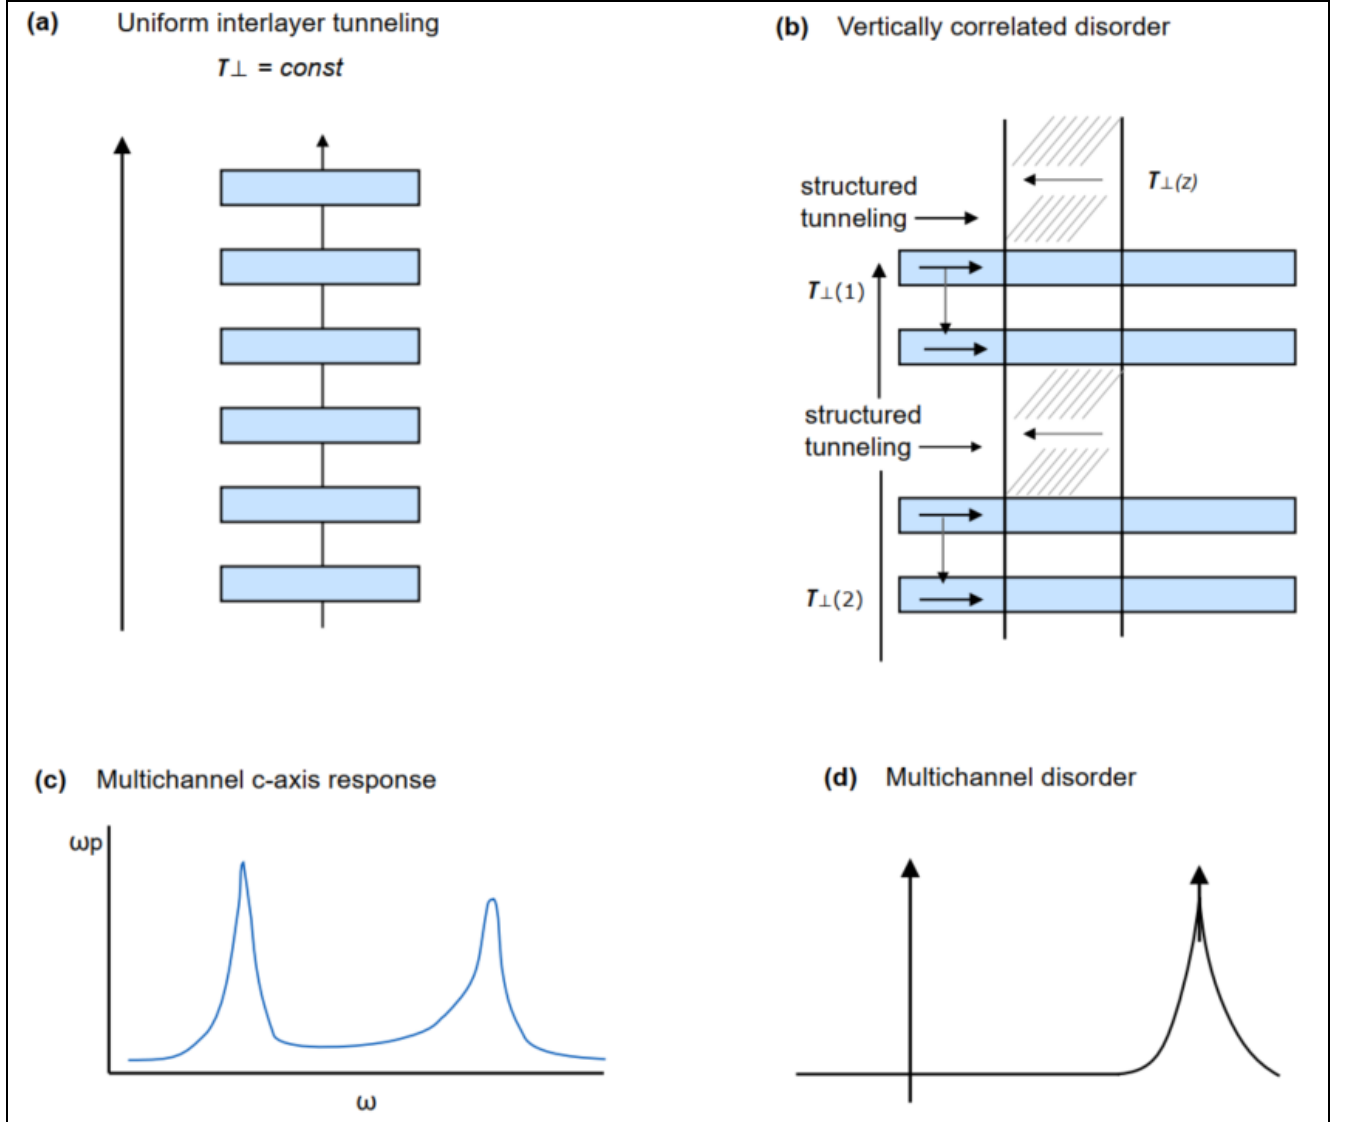 (a) Uniform interlayer tunneling
T⊥ = const
(b) Vertically correlated disorder
structured
tunneling
T⊥(z)
T⊥(1)
structured
tunneling
T⊥(2)
(c) Multichannel c-axis response
ωp
ω
(d) Multichannel disorder